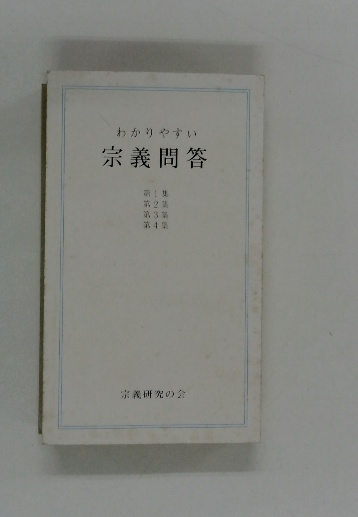 わかりやすい
宗義問答
第1集
第2集
第3集
第4集
宗義研究の会